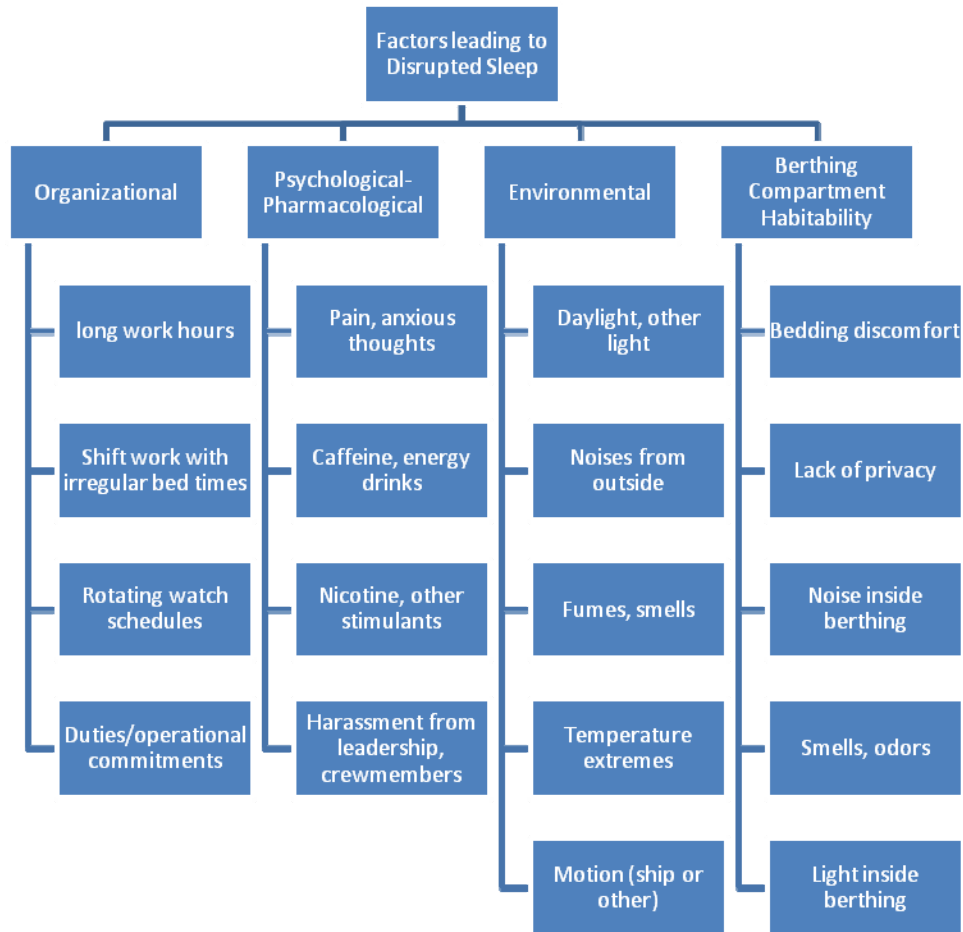 Factors leading to
Disrupted Sleep
Organizational
Psychological-
Pharmacological
Environmental
Berthing
Compartment
Habitability
long work hours
Shift work with
irregular bed times
Rotating watch
schedules
Duties/operational
commitments
Pain, anxious
thoughts
Caffeine, energy
drinks
Nicotine, other
stimulants
Harassment from
leadership,
crewmembers
Daylight, other
light
Noises from
outside
Fumes, smells
Temperature
extremes
Motion (ship or
other)
Bedding discomfort
Lack of privacy
Noise inside
berthing
Smells, odors
Light inside
berthing